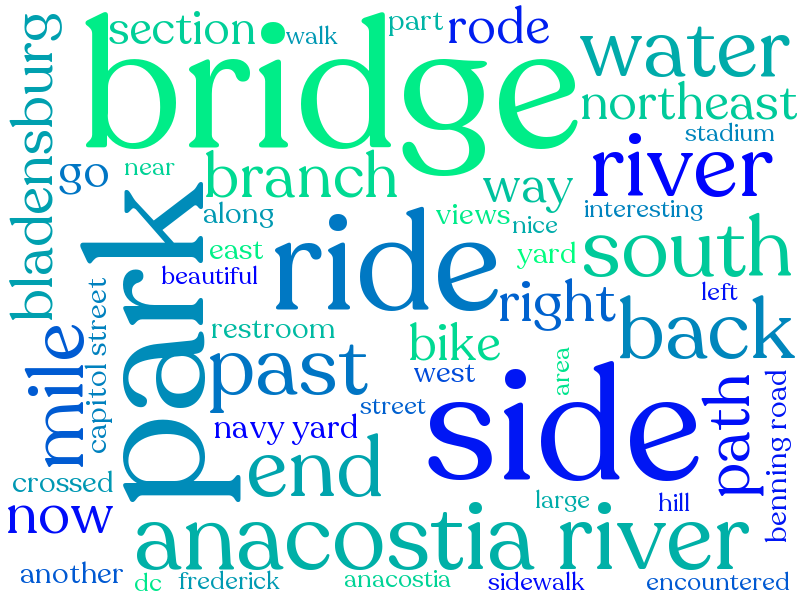 section
walk
part
rode
bridge
water
northeast
stadium
bladensburg
go
near
branch
way
river
along
views
nice
interesting
east
yard
south
beautiful
park
ride
left
capitol street
right
restroom
bike
back
mile
past
west
area
side
path
benning road
street
navy yard
end
crossed
now
large
hill
anacostia river
another
dc
frederick
anacostia
sidewalk
encountered